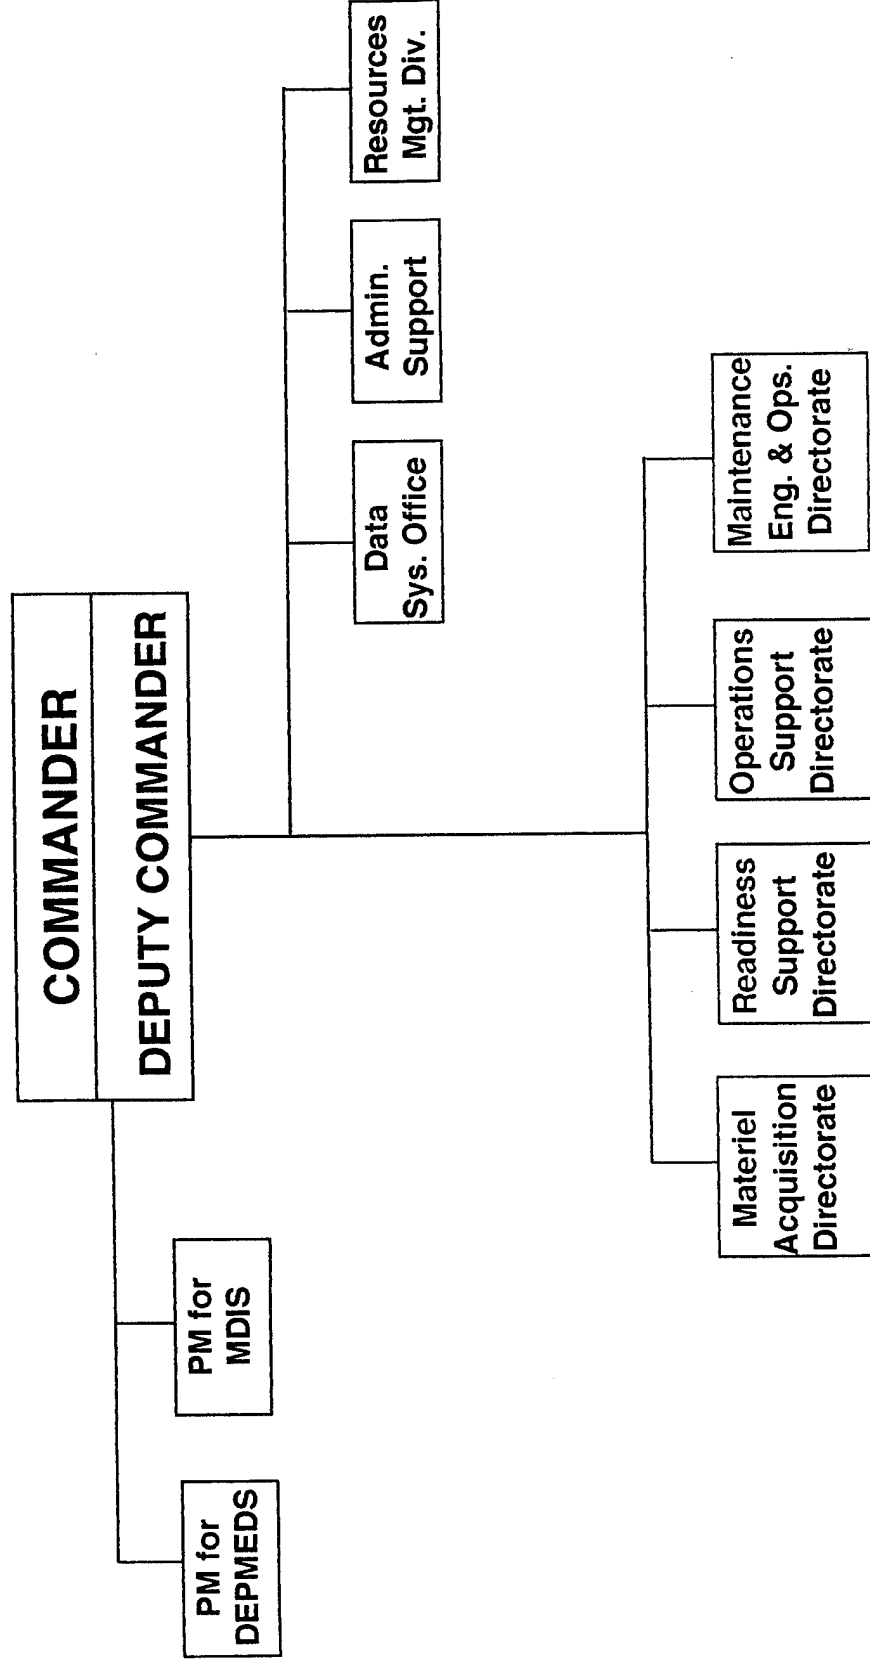 COMMANDER
DEPUTY COMMANDER
PM for
DEPMEDS
PM for
MDIS
Data
Sys. Office
Admin.
Support
Resources
Mgt. Div.
Materiel
Acquisition
Directorate
Readiness
Support
Directorate
Operations
Support
Directorate
Maintenance
Eng. & Ops.
Directorate